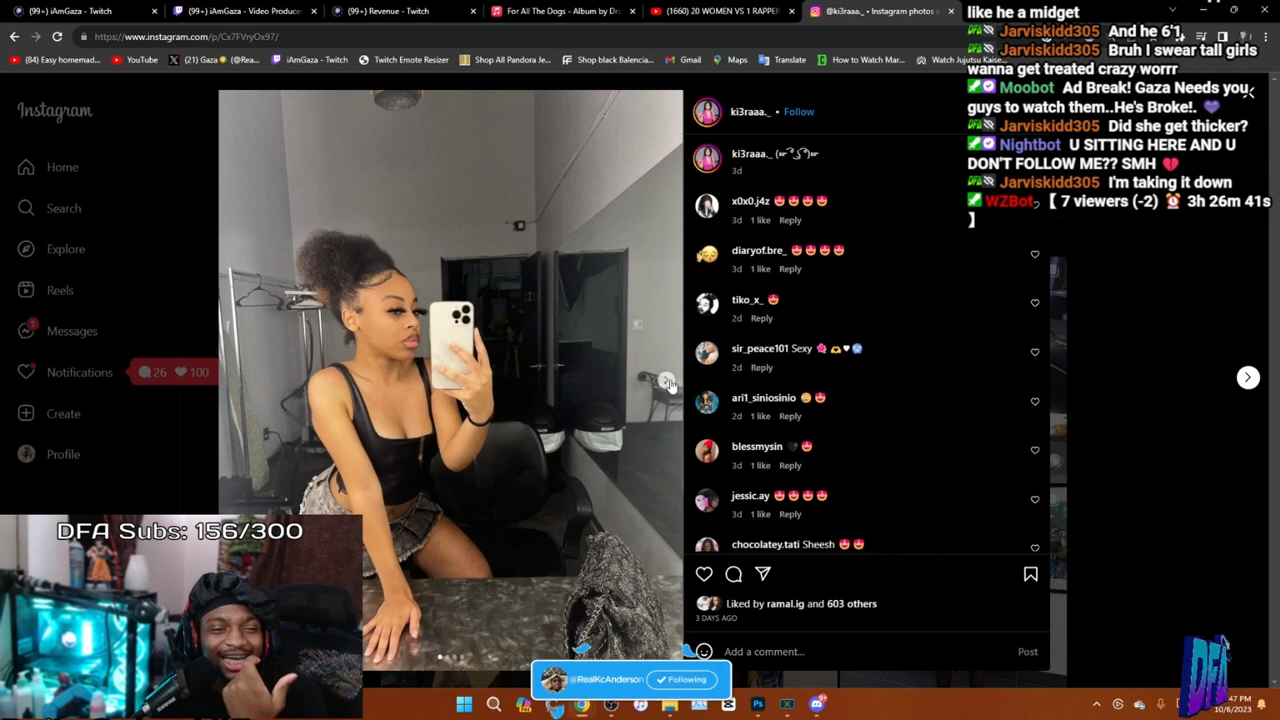 (99+) iAmGaza - Twitch
(99+) iAmGaza - Video Produce
(99+) Revenue - Twitch
For All The Dogs - Album by Dr
(1660) 20 WOMEN VS 1 RAPPER
@ki3raaa._ • Instagram photos
https://www.instagram.com/p/Cx7FVryOx97/
(84) Easy homemad...
YouTube
(21) Gaza (@Rea...
iAmGaza - Twitch
Twitch Emote Resizer
Shop All Pandora Je...
Shop black Balencia...
Gmail
Maps
Translate
How to Watch Mar...
Watch Jujutsu Kaise...
like he a midget
Jarviskidd305 And he 6'1
Jarviskidd305 Bruh I swear tall girls
wanna get treated crazy worrr
Moobot Ad Break! Gaza Needs you
guys to watch them..He's Broke!. 💜
Jarviskidd305 Did she get thicker?
Nightbot U SITTING HERE AND U
DON'T FOLLOW ME?? SMH 💔
Jarviskidd305 I'm taking it down
WZBot 【 7 viewers (-2) ⏰ 3h 26m 41s
】
Instagram
Home
Search
Explore
Reels
5
Messages
Notifications
26 100
Create
Profile
ki3raaa._ • Follow
ki3raaa._ (☞ ͡° ͜ʖ ͡°)☞
3d
x0x0.j4z 😍😍😍😍
3d 1 like Reply
diaryof.bre_ 😍😍😍😍
3d 1 like Reply
tiko_x_ 😍
2d Reply
sir_peace101 Sexy 🌺🫶♥🥶
2d Reply
ari1_siniosinio 😩😍
2d 1 like Reply
blessmysin 🖤😍
3d 1 like Reply
jessic.ay 😍😍😍😍
3d 1 like Reply
chocolatey.tati Sheesh 😍😍
Liked by ramal.ig and 603 others
3 DAYS AGO
Add a comment...
Post
DFA Subs: 156/300
@RealKcAnderson
Following
DFA
:47 PM
10/6/2023